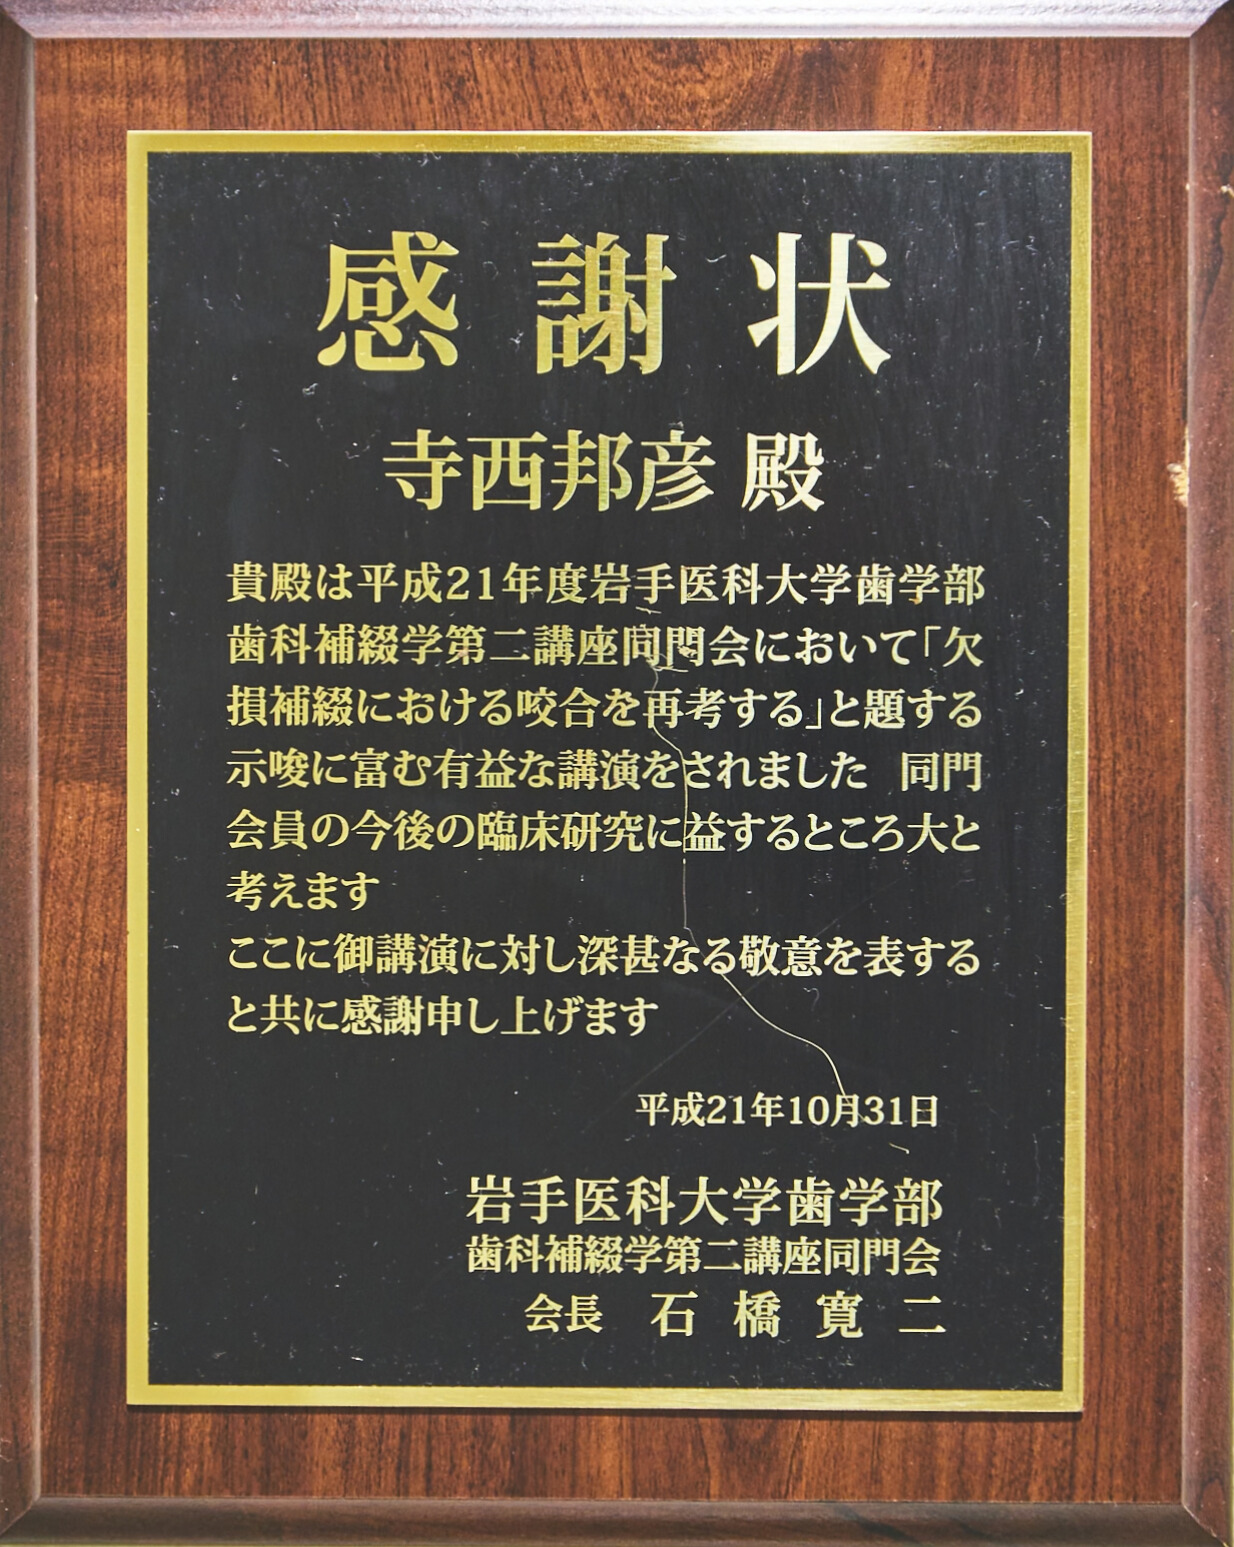 感謝状
寺西邦彦 殿
貴殿は平成21年度岩手医科大学歯学部
歯科補綴学第二講座同門会において「欠
損補綴における咬合を再考する」と題する
示唆に富む有益な講演をされました 同門
会員の今後の臨床研究に益するところ大と
考えます
ここに御講演に対し深甚なる敬意を表する
と共に感謝申し上げます
平成21年10月31日
岩手医科大学歯学部
歯科補綴学第二講座同門会
会長 石橋寛二